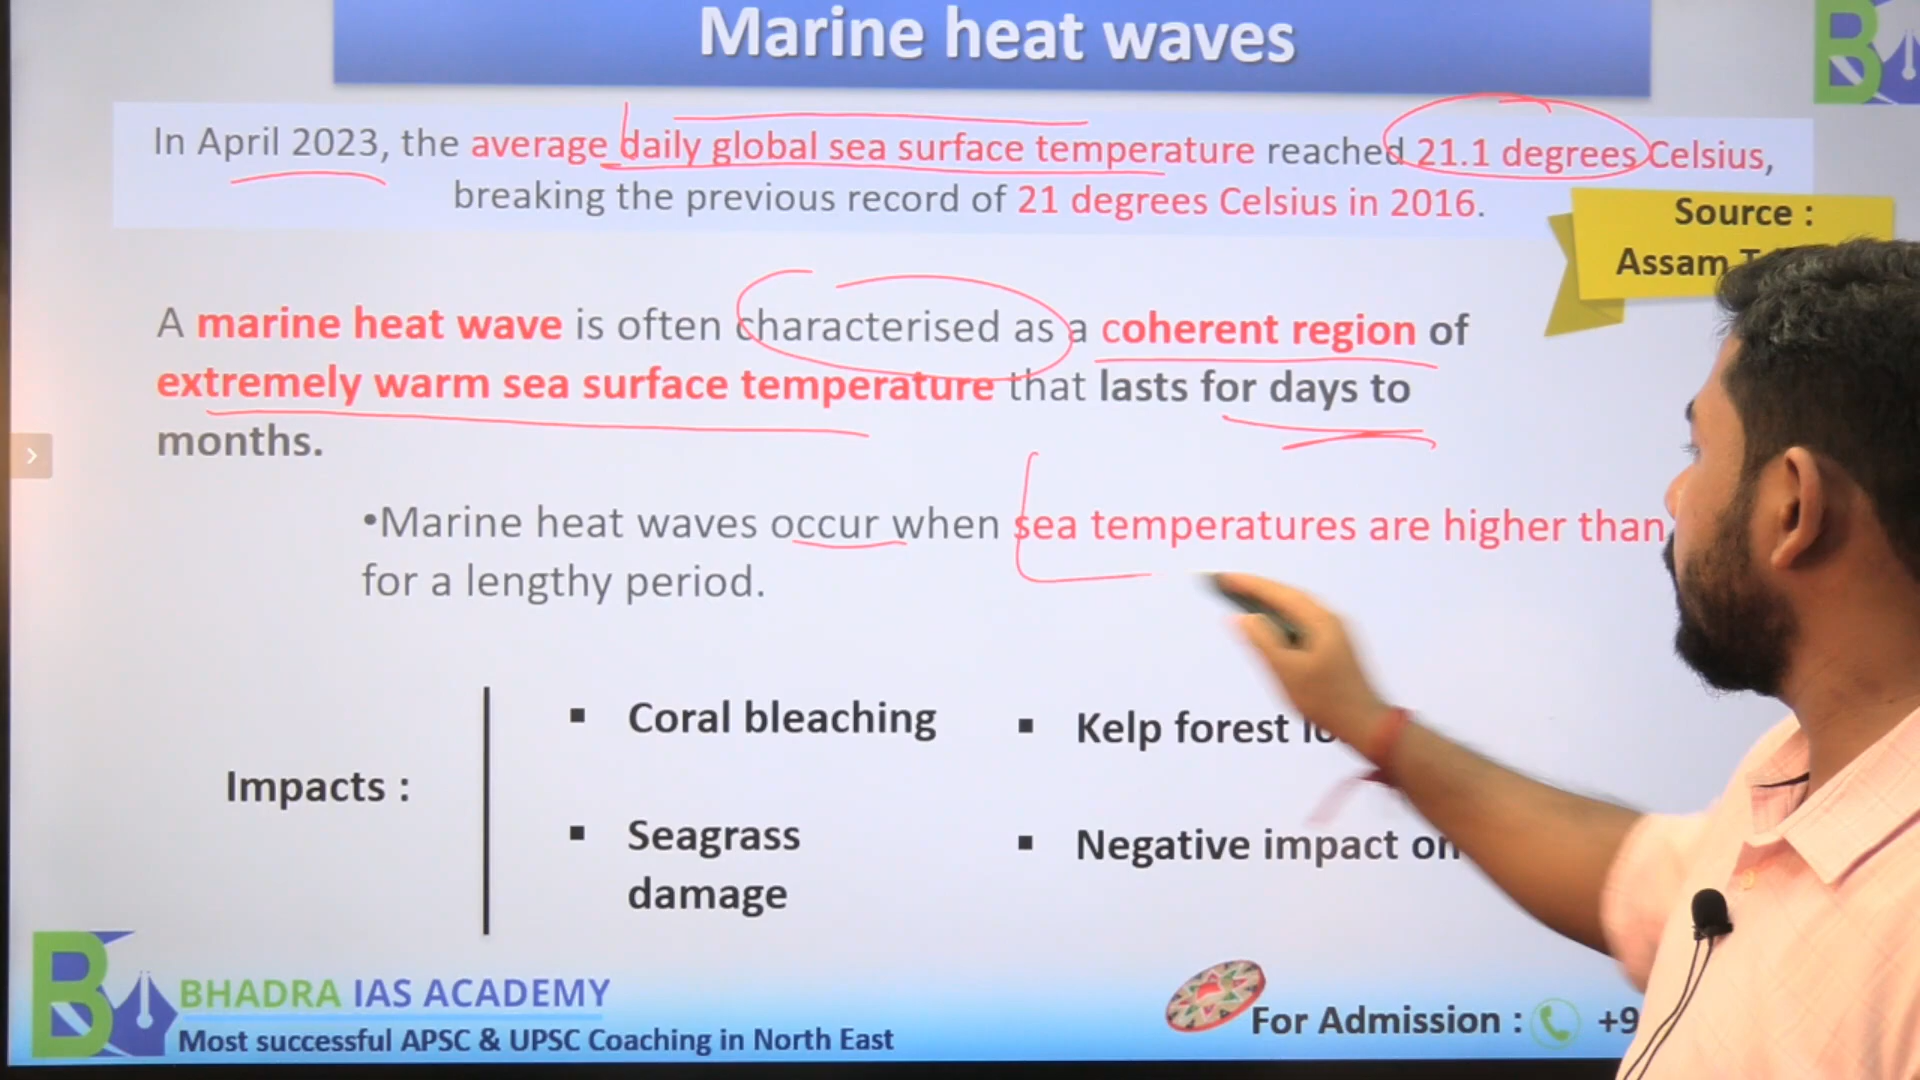 Marine heat waves
In April 2023, the average daily global sea surface temperature reached 21.1 degrees Celsius,
breaking the previous record of 21 degrees Celsius in 2016.
Source :
Assam
A marine heat wave is often characterised as a coherent region of
extremely warm sea surface temperature that lasts for days to
months.
•Marine heat waves occur when sea temperatures are higher than
for a lengthy period.
Impacts :
▪ Coral bleaching
▪ Kelp forest
▪ Seagrass
damage
▪ Negative impact on
BHADRA IAS ACADEMY
Most successful APSC & UPSC Coaching in North East
For Admission : +9